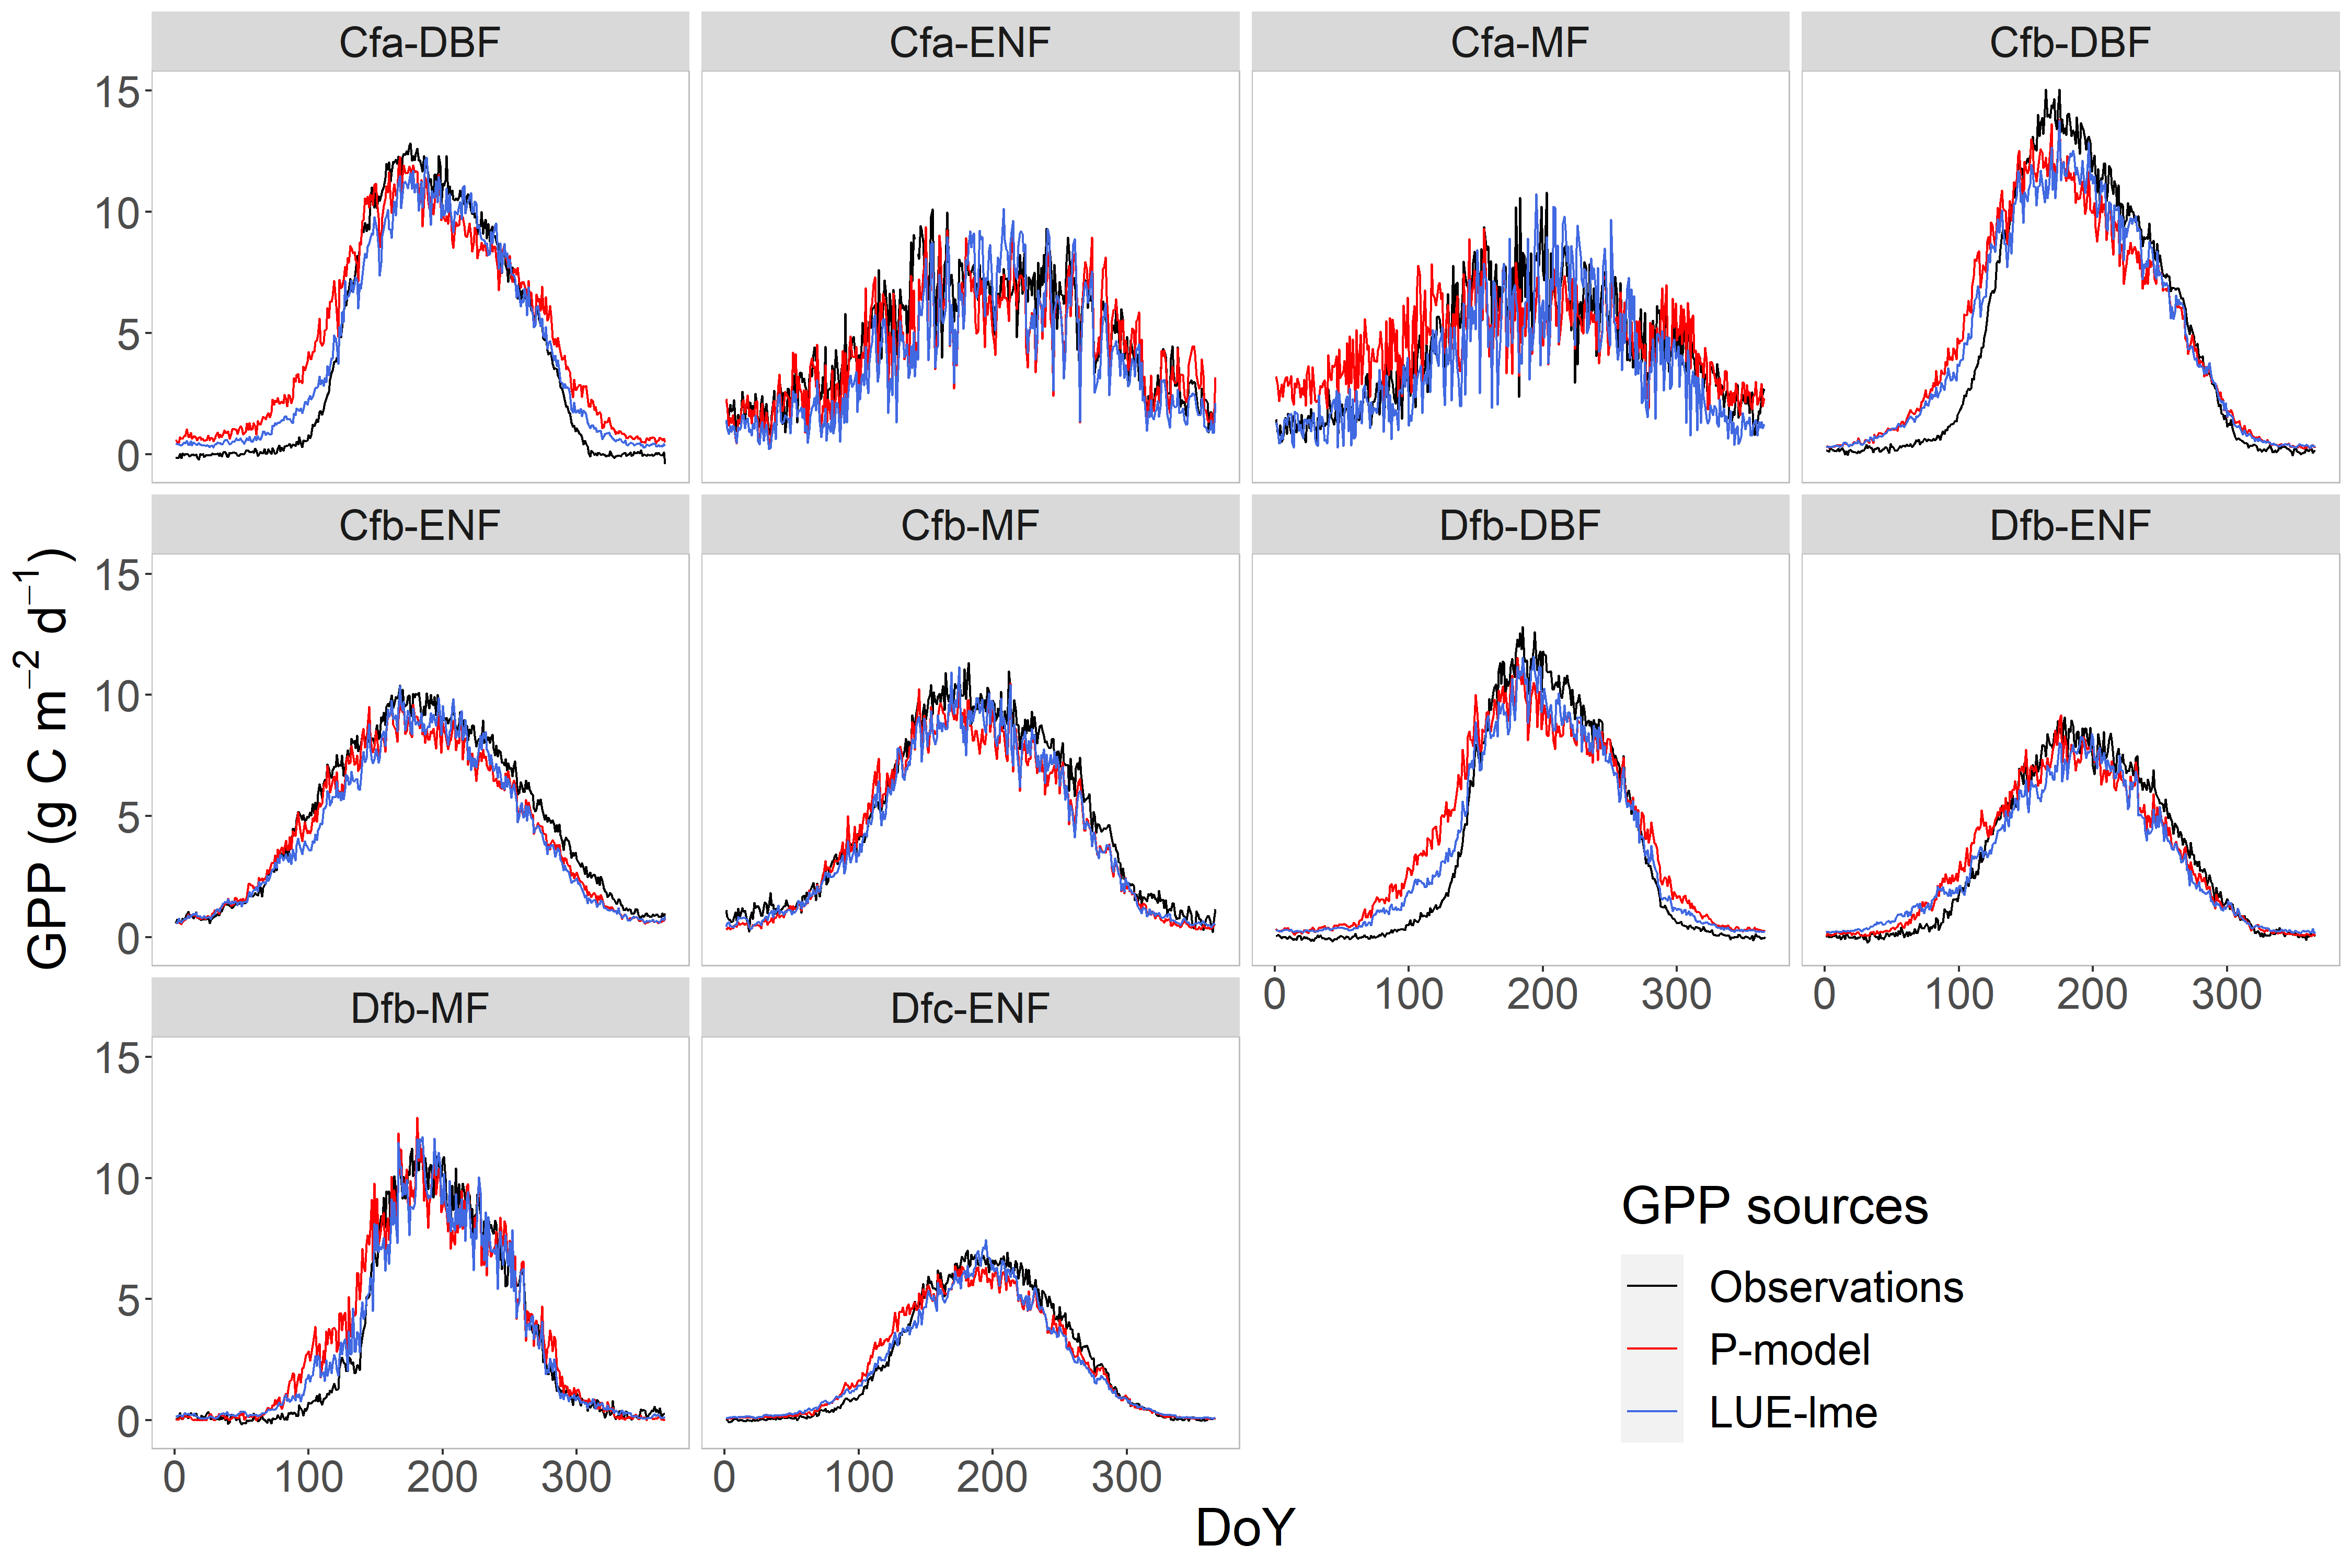 Cfa-DBF Cfa-ENF Cfa-MF Cfb-DBF
15
10
5
0
Cfb-ENF Cfb-MF Dfb-DBF Dfb-ENF
15
10
5
0
0 100 200 300 0 100 200 300
Dfb-MF Dfc-ENF
15
10
5
0
0 100 200 300 0 100 200 300
GPP (g C m⁻² d⁻¹)
DoY
GPP sources
Observations
P-model
LUE-lme